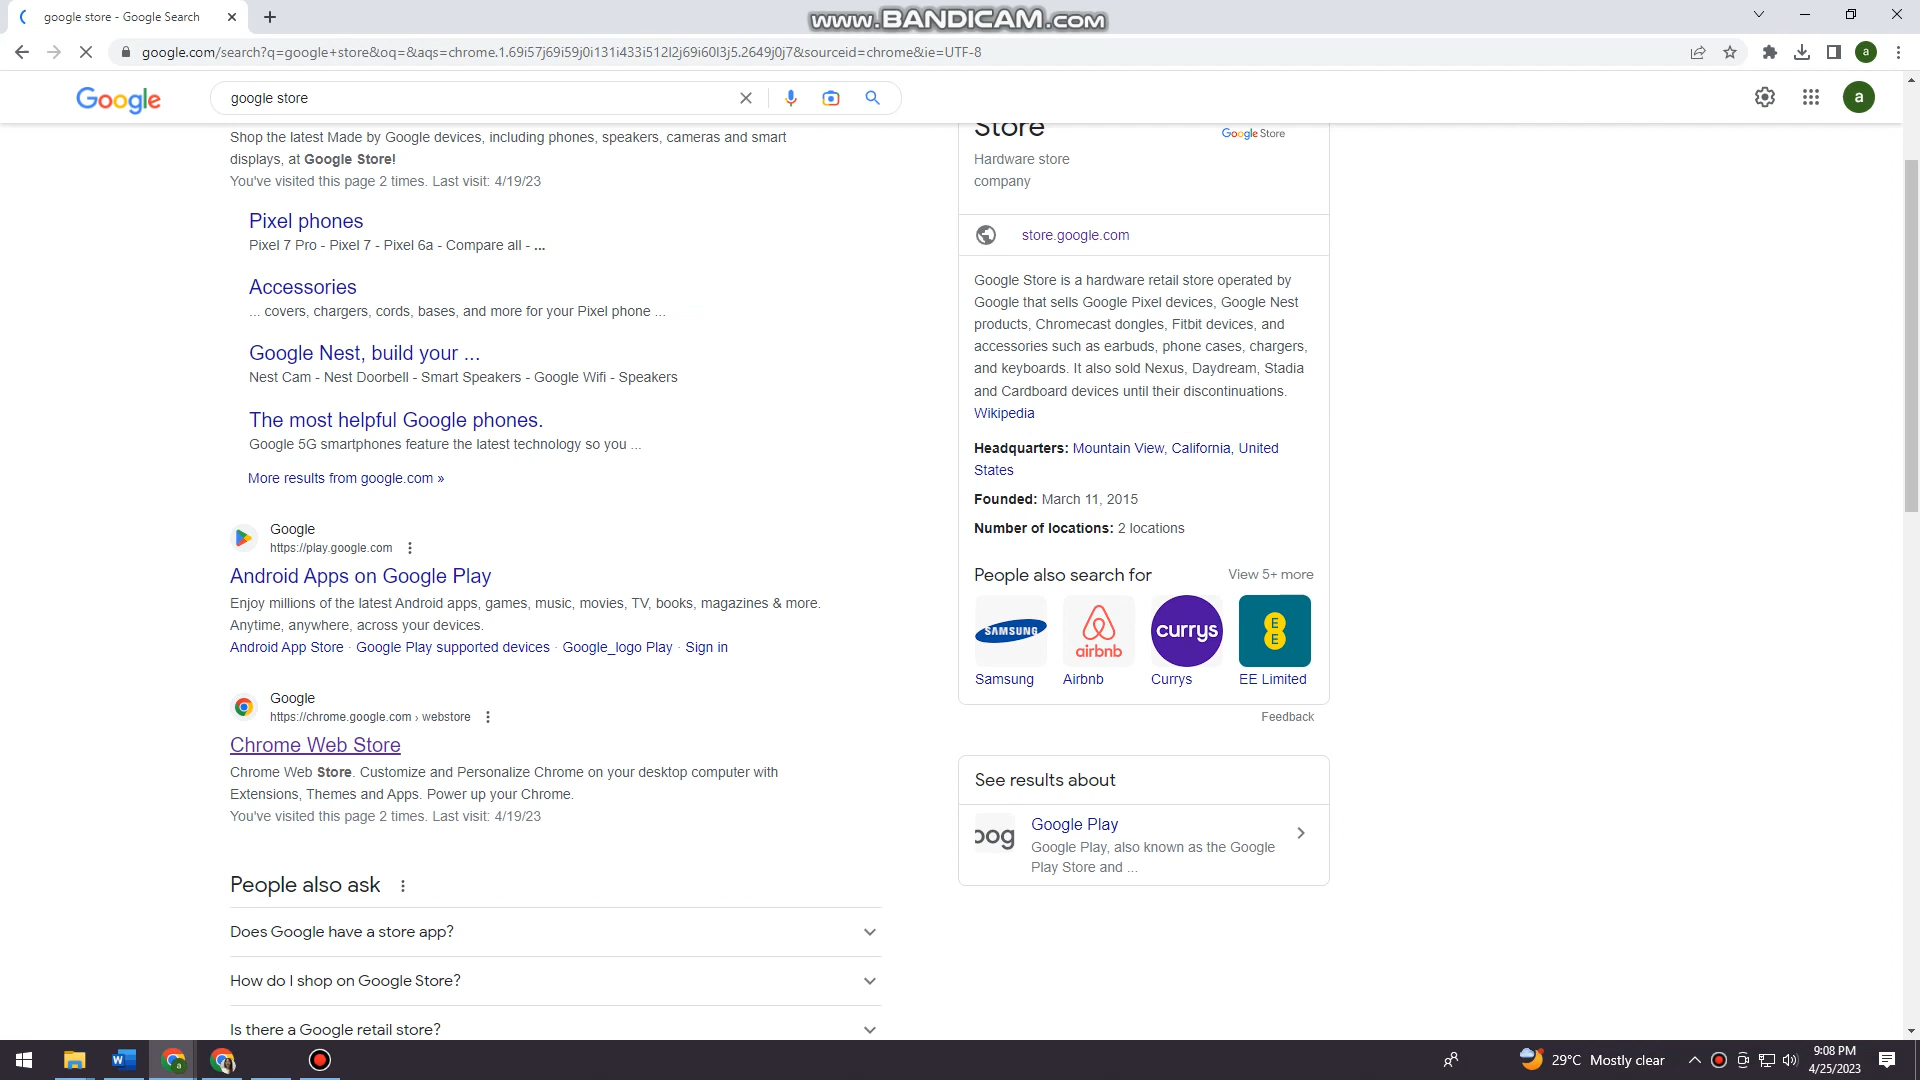 google store - Google Search
www.BANDICAM.com
google.com/search?q=google+store&oq=&aqs=chrome.1.69i57j69i59j0i131i433i512l2j69i60l3j5.2649j0j7&sourceid=chrome&ie=UTF-8
a
Google
google store
a
Shop the latest Made by Google devices, including phones, speakers, cameras and smart
displays, at Google Store!
You've visited this page 2 times. Last visit: 4/19/23
Pixel phones
Pixel 7 Pro - Pixel 7 - Pixel 6a - Compare all - ...
Accessories
... covers, chargers, cords, bases, and more for your Pixel phone ...
Google Nest, build your ...
Nest Cam - Nest Doorbell - Smart Speakers - Google Wifi - Speakers
The most helpful Google phones.
Google 5G smartphones feature the latest technology so you ...
More results from google.com »
Google
https://play.google.com
Android Apps on Google Play
Enjoy millions of the latest Android apps, games, music, movies, TV, books, magazines & more.
Anytime, anywhere, across your devices.
Android App Store · Google Play supported devices · Google_logo Play · Sign in
Google
https://chrome.google.com › webstore
Chrome Web Store
Chrome Web Store. Customize and Personalize Chrome on your desktop computer with
Extensions, Themes and Apps. Power up your Chrome.
You've visited this page 2 times. Last visit: 4/19/23
People also ask
Does Google have a store app?
How do I shop on Google Store?
Is there a Google retail store?
Store
Google Store
Hardware store
company
store.google.com
Google Store is a hardware retail store operated by
Google that sells Google Pixel devices, Google Nest
products, Chromecast dongles, Fitbit devices, and
accessories such as earbuds, phone cases, chargers,
and keyboards. It also sold Nexus, Daydream, Stadia
and Cardboard devices until their discontinuations.
Wikipedia
Headquarters: Mountain View, California, United
States
Founded: March 11, 2015
Number of locations: 2 locations
People also search for
View 5+ more
SAMSUNG
airbnb
currys
EE
Samsung
Airbnb
Currys
EE Limited
Feedback
See results about
oog
Google Play
Google Play, also known as the Google
Play Store and ...
W
a
29°C Mostly clear
9:08 PM
4/25/2023